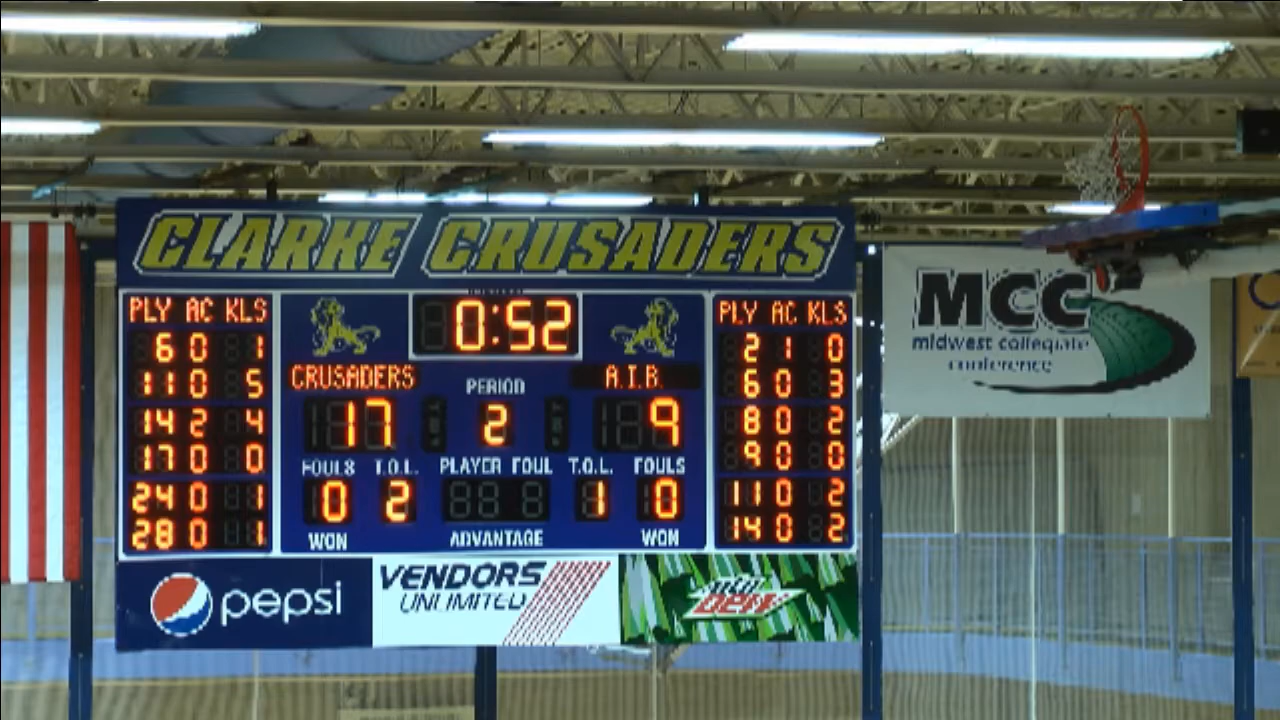 CLARKE CRUSADERS
PLY AC KLS
6 0 1
11 0 5
14 2 4
17 0 0
24 0 1
28 0 1
0:52
CRUSADERS
PERIOD
A.I.B.
17
2
9
FOULS T.O.L. PLAYER FOUL T.O.L. FOULS
0 2 1 0
WON ADVANTAGE WON
PLY AC KLS
2 1 0
6 0 3
8 0 2
9 0 0
11 0 2
14 0 2
pepsi
VENDORS
UNLIMITED
mtn
Dew
MCC
midwest collegiate
conference